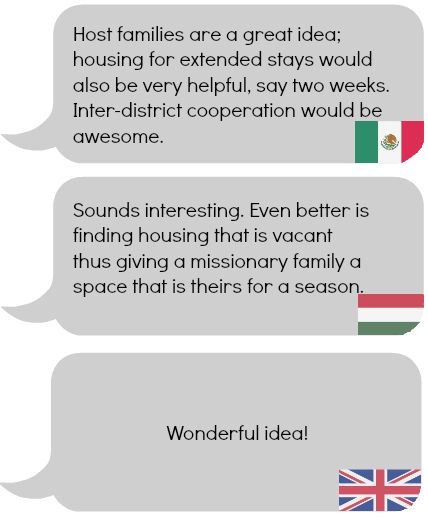 Host families are a great idea;
housing for extended stays would
also be very helpful, say two weeks.
Inter-district cooperation would be
awesome.
Sounds interesting. Even better is
finding housing that is vacant
thus giving a missionary family a
space that is theirs for a season.
Wonderful idea!